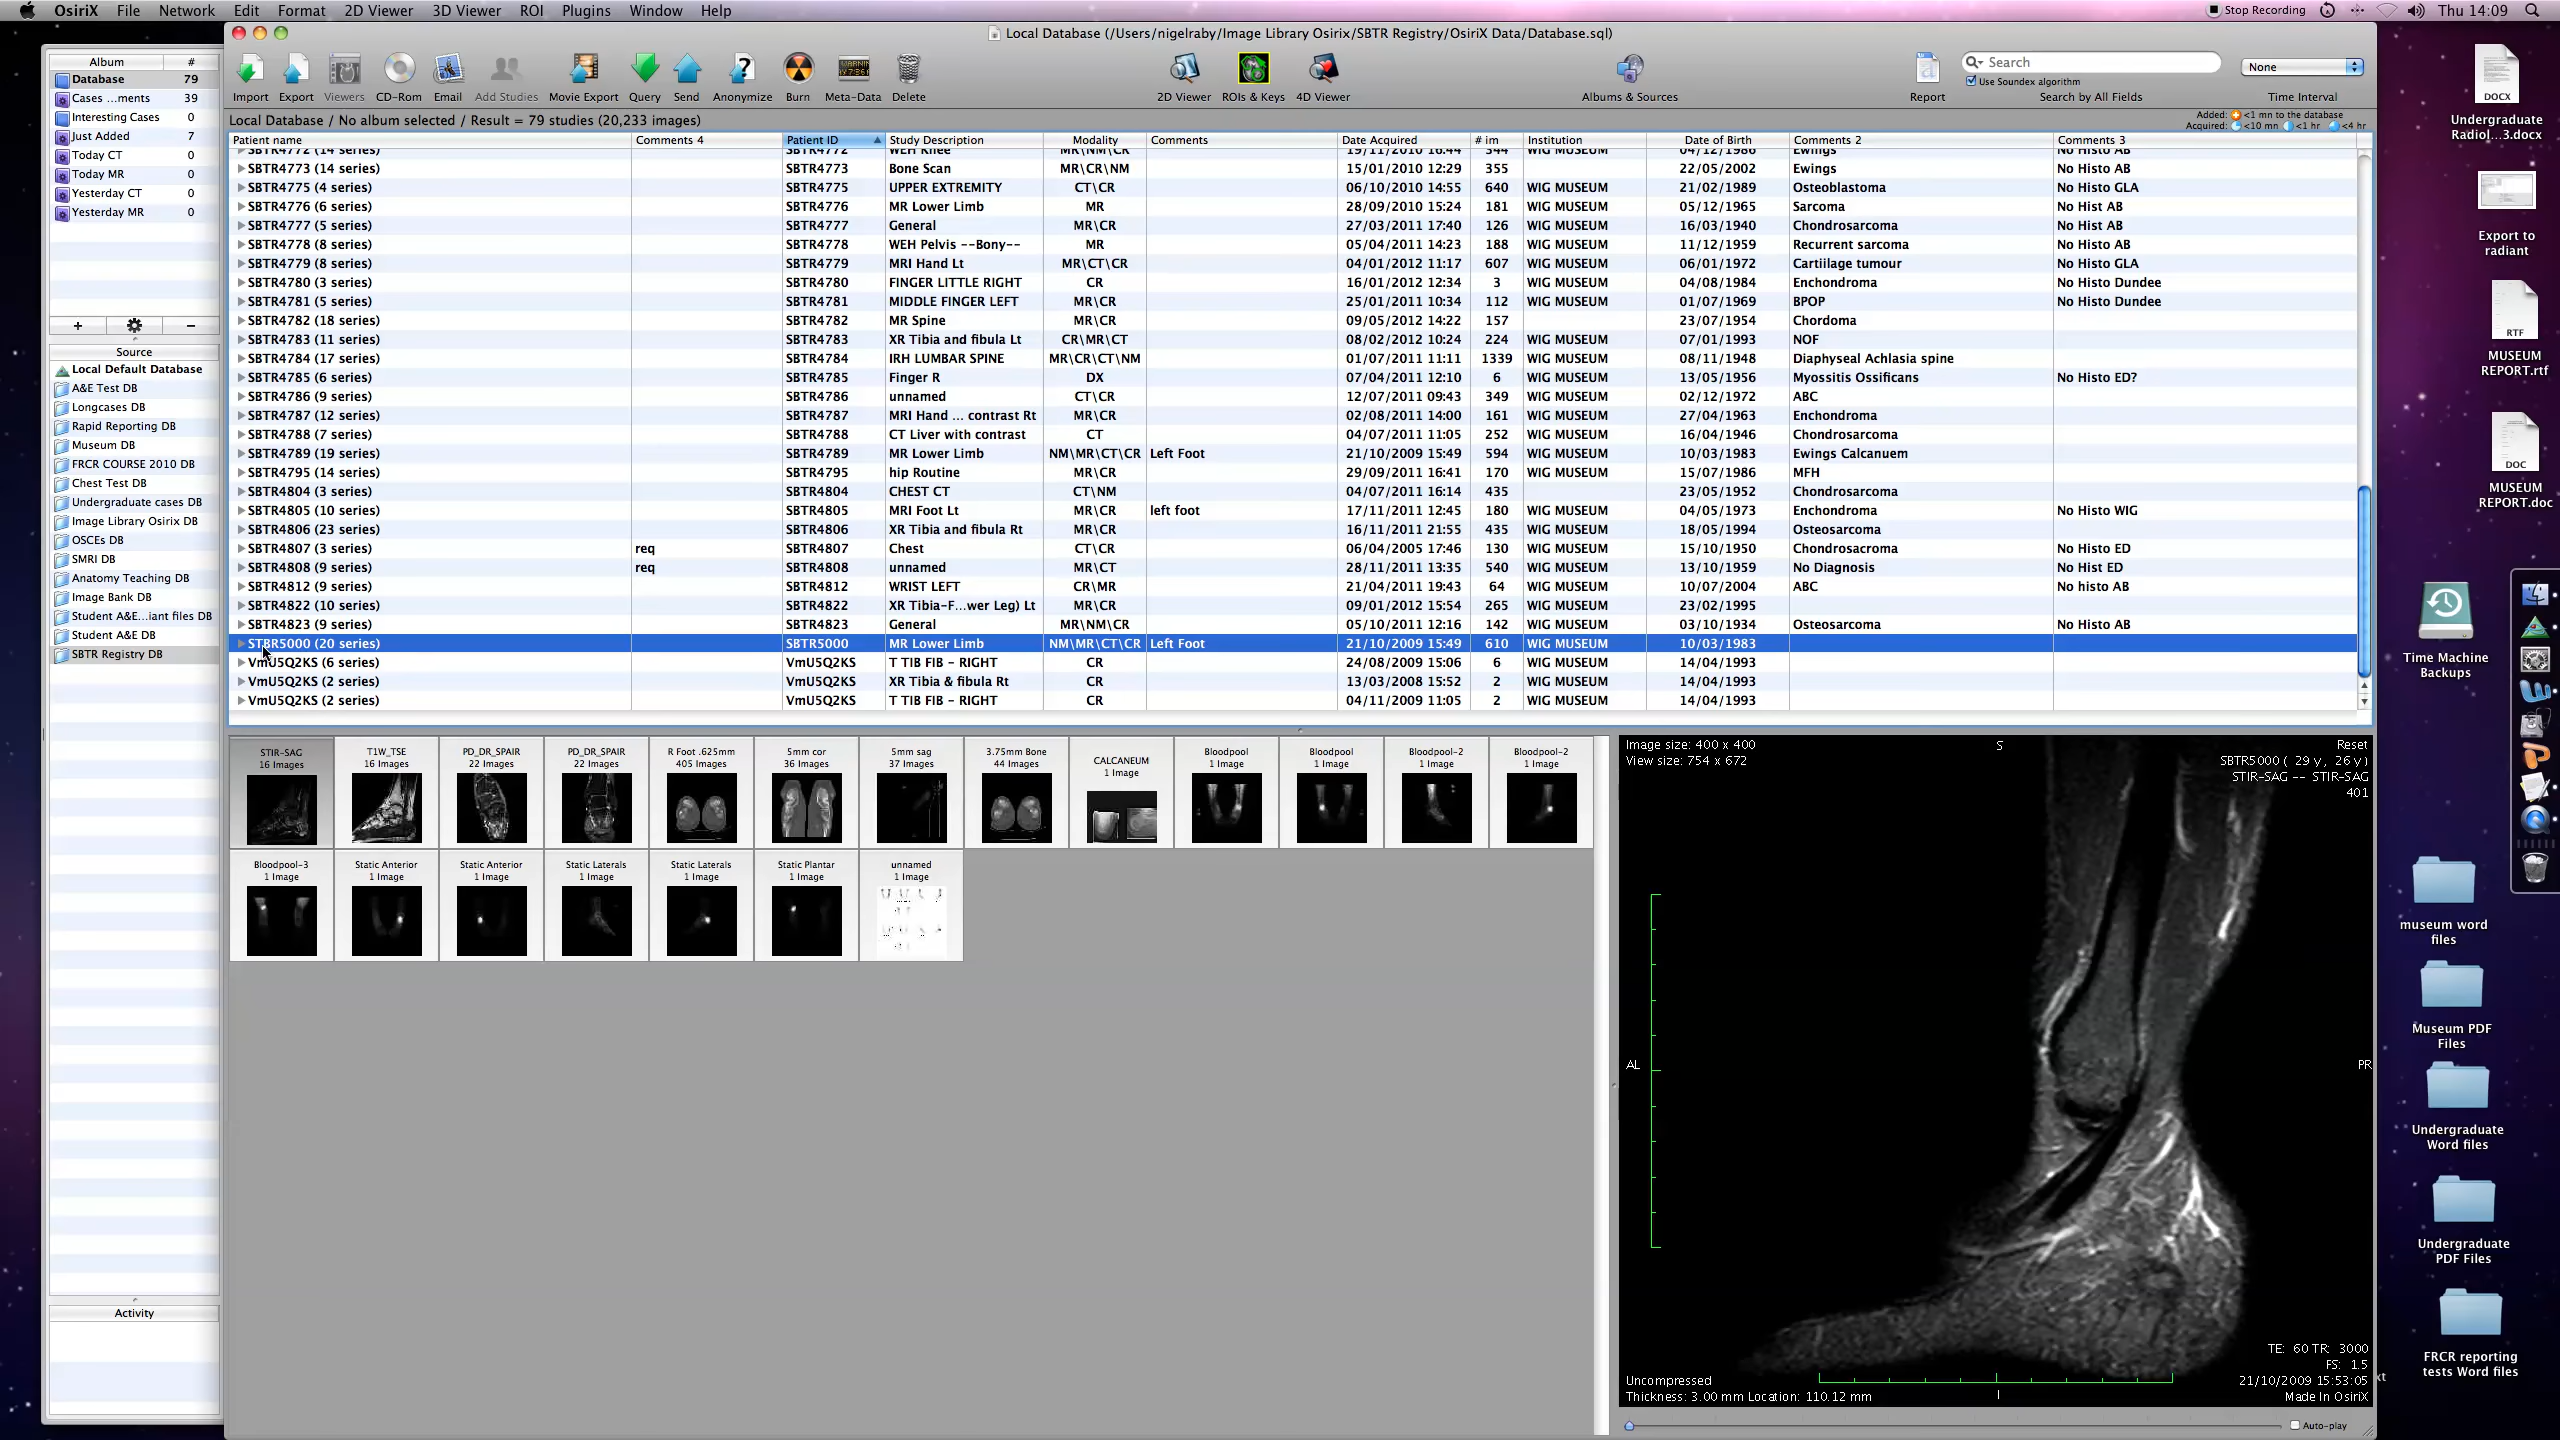 OsiriX File Network Edit Format 2D Viewer 3D Viewer ROI Plugins Window Help Stop Recording Thu 14:09
Local Database (/Users/nigelraby/Image Library Osirix/SBTR Registry/OsiriX Data/Database.sql)
Album #
Database 79
Cases ...ments 39
Interesting Cases 0
Just Added 7
Today CT 0
Today MR 0
Yesterday CT 0
Yesterday MR 0
+ −
Source
Local Default Database
A&E Test DB
Longcases DB
Rapid Reporting DB
Museum DB
FRCR COURSE 2010 DB
Chest Test DB
Undergraduate cases DB
Image Library Osirix DB
OSCEs DB
SMRI DB
Anatomy Teaching DB
Image Bank DB
Student A&E...iant files DB
Student A&E DB
SBTR Registry DB
Activity
Import Export Viewers CD-Rom Email Add Studies Movie Export Query Send Anonymize Burn Meta-Data Delete 2D Viewer ROIs & Keys 4D Viewer Albums & Sources Report
Search
Use Soundex algorithm
Search by All Fields
None
Time Interval
Local Database / No album selected / Result = 79 studies (20,233 images)
Added: <1 mn to the database
Acquired: <10 mn <1 hr <4 hr
Patient name Comments 4 Patient ID Study Description Modality Comments Date Acquired # im Institution Date of Birth Comments 2 Comments 3
SBTR4772 (14 series) SBTR4772 WEH Knee MR\NM\CR 19/11/2010 16:44 344 WIG MUSEUM 04/12/1986 Ewings No Histo AB
SBTR4773 (14 series) SBTR4773 Bone Scan MR\CR\NM 15/01/2010 12:29 355 22/05/2002 Ewings No Histo AB
SBTR4775 (4 series) SBTR4775 UPPER EXTREMITY CT\CR 06/10/2010 14:55 640 WIG MUSEUM 21/02/1989 Osteoblastoma No Histo GLA
SBTR4776 (6 series) SBTR4776 MR Lower Limb MR 28/09/2010 15:24 181 WIG MUSEUM 05/12/1965 Sarcoma No Hist AB
SBTR4777 (5 series) SBTR4777 General MR\CR 27/03/2011 17:40 126 WIG MUSEUM 16/03/1940 Chondrosarcoma No Hist AB
SBTR4778 (8 series) SBTR4778 WEH Pelvis --Bony-- MR 05/04/2011 14:23 188 WIG MUSEUM 11/12/1959 Recurrent sarcoma No Histo AB
SBTR4779 (8 series) SBTR4779 MRI Hand Lt MR\CT\CR 04/01/2012 11:17 607 WIG MUSEUM 06/01/1972 Cartiilage tumour No Histo GLA
SBTR4780 (3 series) SBTR4780 FINGER LITTLE RIGHT CR 16/01/2012 12:34 3 WIG MUSEUM 04/08/1984 Enchondroma No Histo Dundee
SBTR4781 (5 series) SBTR4781 MIDDLE FINGER LEFT MR\CR 25/01/2011 10:34 112 WIG MUSEUM 01/07/1969 BPOP No Histo Dundee
SBTR4782 (18 series) SBTR4782 MR Spine MR\CR 09/05/2012 14:22 157 23/07/1954 Chordoma
SBTR4783 (11 series) SBTR4783 XR Tibia and fibula Lt CR\MR\CT 08/02/2012 10:24 224 WIG MUSEUM 07/01/1993 NOF
SBTR4784 (17 series) SBTR4784 IRH LUMBAR SPINE MR\CR\CT\NM 01/07/2011 11:11 1339 WIG MUSEUM 08/11/1948 Diaphyseal Achlasia spine
SBTR4785 (6 series) SBTR4785 Finger R DX 07/04/2011 12:10 6 WIG MUSEUM 13/05/1956 Myossitis Ossificans No Histo ED?
SBTR4786 (9 series) SBTR4786 unnamed CT\CR 12/07/2011 09:43 349 WIG MUSEUM 02/12/1972 ABC
SBTR4787 (12 series) SBTR4787 MRI Hand ... contrast Rt MR\CR 02/08/2011 14:00 161 WIG MUSEUM 27/04/1963 Enchondroma
SBTR4788 (7 series) SBTR4788 CT Liver with contrast CT 04/07/2011 11:05 252 WIG MUSEUM 16/04/1946 Chondrosarcoma
SBTR4789 (19 series) SBTR4789 MR Lower Limb NM\MR\CT\CR Left Foot 21/10/2009 15:49 594 WIG MUSEUM 10/03/1983 Ewings Calcanuem
SBTR4795 (14 series) SBTR4795 hip Routine MR\CR 29/09/2011 16:41 170 WIG MUSEUM 15/07/1986 MFH
SBTR4804 (3 series) SBTR4804 CHEST CT CT\NM 04/07/2011 16:14 435 23/05/1952 Chondrosarcoma
SBTR4805 (10 series) SBTR4805 MRI Foot Lt MR\CR left foot 17/11/2011 12:45 180 WIG MUSEUM 04/05/1973 Enchondroma No Histo WIG
SBTR4806 (23 series) SBTR4806 XR Tibia and fibula Rt MR\CR 16/11/2011 21:55 435 WIG MUSEUM 18/05/1994 Osteosarcoma
SBTR4807 (3 series) req SBTR4807 Chest CT\CR 06/04/2005 17:46 130 WIG MUSEUM 15/10/1950 Chondrosacroma No Histo ED
SBTR4808 (9 series) req SBTR4808 unnamed MR\CT 28/11/2011 13:35 540 WIG MUSEUM 13/10/1959 No Diagnosis No Hist ED
SBTR4812 (9 series) SBTR4812 WRIST LEFT CR\MR 21/04/2011 19:43 64 WIG MUSEUM 10/07/2004 ABC No histo AB
SBTR4822 (10 series) SBTR4822 XR Tibia-F...wer Leg) Lt MR\CR 09/01/2012 15:54 265 WIG MUSEUM 23/02/1995
SBTR4823 (9 series) SBTR4823 General MR\NM\CR 05/10/2011 12:16 142 WIG MUSEUM 03/10/1934 Osteosarcoma No Histo AB
STBR5000 (20 series) SBTR5000 MR Lower Limb NM\MR\CT\CR Left Foot 21/10/2009 15:49 610 WIG MUSEUM 10/03/1983
VmU5Q2KS (6 series) VmU5Q2KS T TIB FIB - RIGHT CR 24/08/2009 15:06 6 WIG MUSEUM 14/04/1993
VmU5Q2KS (2 series) VmU5Q2KS XR Tibia & fibula Rt CR 13/03/2008 15:52 2 WIG MUSEUM 14/04/1993
VmU5Q2KS (2 series) VmU5Q2KS T TIB FIB - RIGHT CR 04/11/2009 11:05 2 WIG MUSEUM 14/04/1993
STIR-SAG T1W_TSE PD_DR_SPAIR PD_DR_SPAIR R Foot .625mm 5mm cor 5mm sag 3.75mm Bone CALCANEUM Bloodpool Bloodpool Bloodpool-2 Bloodpool-2
16 Images 16 Images 22 Images 22 Images 405 Images 36 Images 37 Images 44 Images 1 Image 1 Image 1 Image 1 Image 1 Image
Bloodpool-3 Static Anterior Static Anterior Static Laterals Static Laterals Static Plantar unnamed
1 Image 1 Image 1 Image 1 Image 1 Image 1 Image 1 Image
Image size: 400 x 400
View size: 754 x 672
S
Reset
SBTR5000 ( 29 y, 26 y)
STIR-SAG -- STIR-SAG
401
AL
PR
TE: 60 TR: 3000
FS: 1.5
21/10/2009 15:53:05
Made In OsiriX
Uncompressed
Thickness: 3.00 mm Location: 110.12 mm
I
Auto-play
DOCX
Undergraduate
Radiol...3.docx
Export to
radiant
RTF
MUSEUM
REPORT.rtf
DOC
MUSEUM
REPORT.doc
Time Machine
Backups
museum word
files
Museum PDF
Files
Undergraduate
Word files
Undergraduate
PDF Files
FRCR reporting
tests Word files